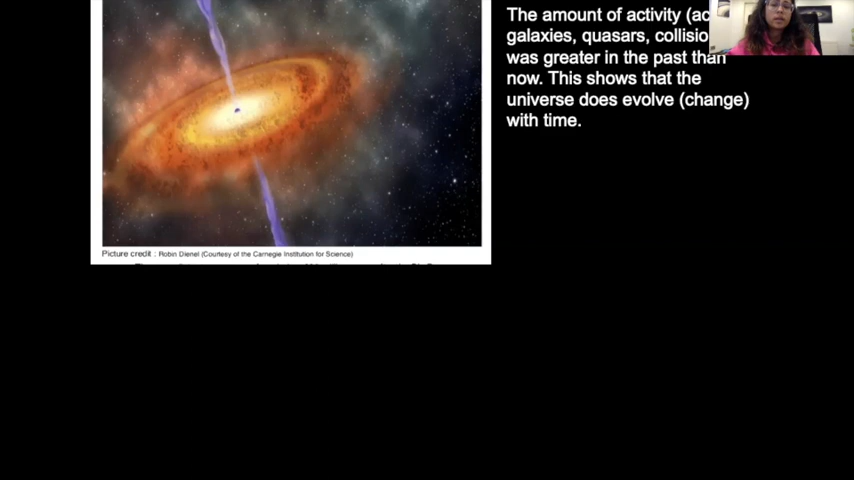 The amount of activity (ac
galaxies, quasars, collisio
was greater in the past than
now. This shows that the
universe does evolve (change)
with time.
Picture credit : Robin Dienel (Courtesy of the Carnegie Institution for Science)